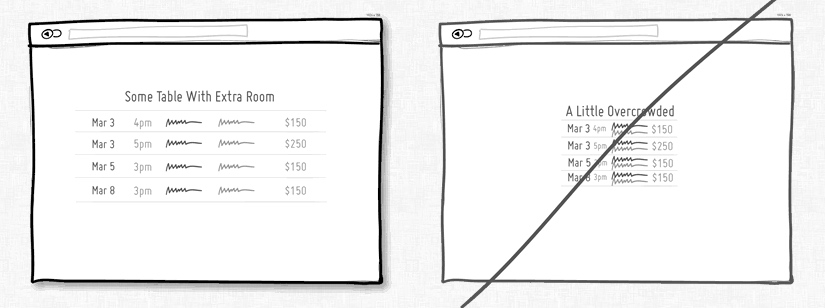 Some Table With Extra Room
Mar 3 4pm $150
Mar 3 5pm $250
Mar 5 3pm $150
Mar 8 3pm $150
A Little Overcrowded
Mar 3 4pm $150
Mar 3 5pm $250
Mar 5 3pm $150
Mar 8 3pm $150